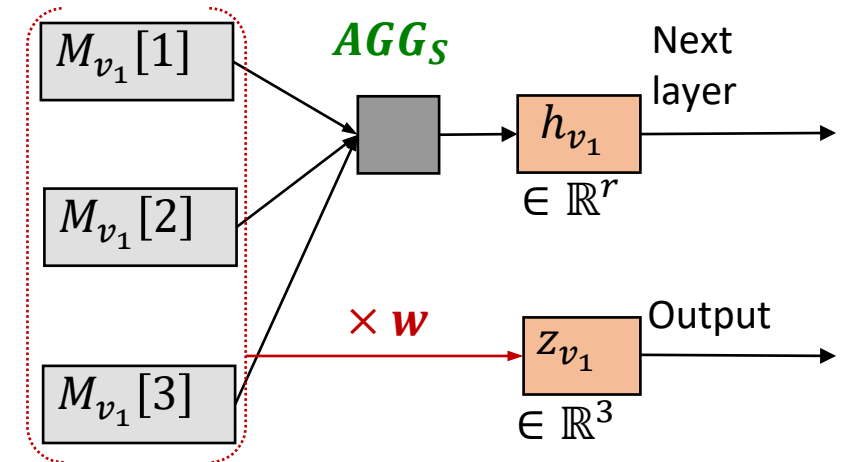 M_{v_1}[1]
AGG_S
Next
layer
h_{v_1}
∈ ℝ^r
M_{v_1}[2]
× w
Output
z_{v_1}
∈ ℝ^3
M_{v_1}[3]